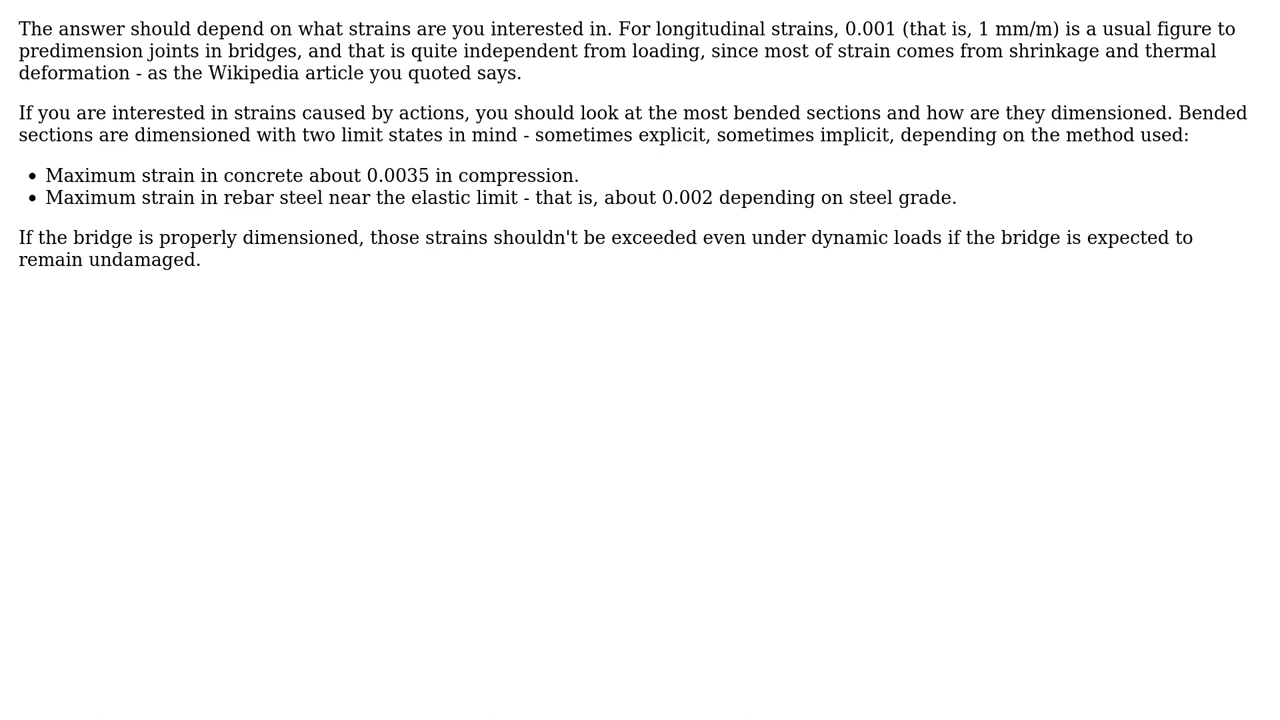 The answer should depend on what strains are you interested in. For longitudinal strains, 0.001 (that is, 1 mm/m) is a usual figure to
predimension joints in bridges, and that is quite independent from loading, since most of strain comes from shrinkage and thermal
deformation - as the Wikipedia article you quoted says.
If you are interested in strains caused by actions, you should look at the most bended sections and how are they dimensioned. Bended
sections are dimensioned with two limit states in mind - sometimes explicit, sometimes implicit, depending on the method used:
• Maximum strain in concrete about 0.0035 in compression.
• Maximum strain in rebar steel near the elastic limit - that is, about 0.002 depending on steel grade.
If the bridge is properly dimensioned, those strains shouldn't be exceeded even under dynamic loads if the bridge is expected to
remain undamaged.